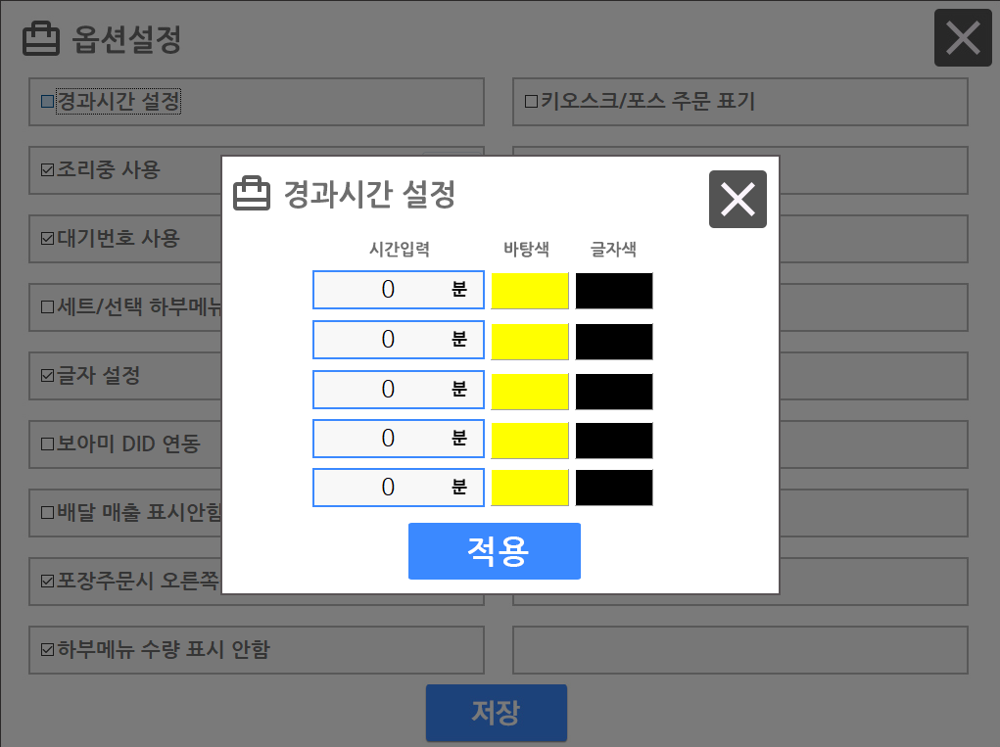 옵션설정
경과시간 설정
키오스크/포스 주문 표기
조리중 사용
대기번호 사용
세트/선택 하부메뉴
글자 설정
보아미 DID 연동
배달 매출 표시안함
포장주문시 오른쪽
하부메뉴 수량 표시 안함
저장
경과시간 설정
시간입력 바탕색 글자색
0 분
0 분
0 분
0 분
0 분
적용